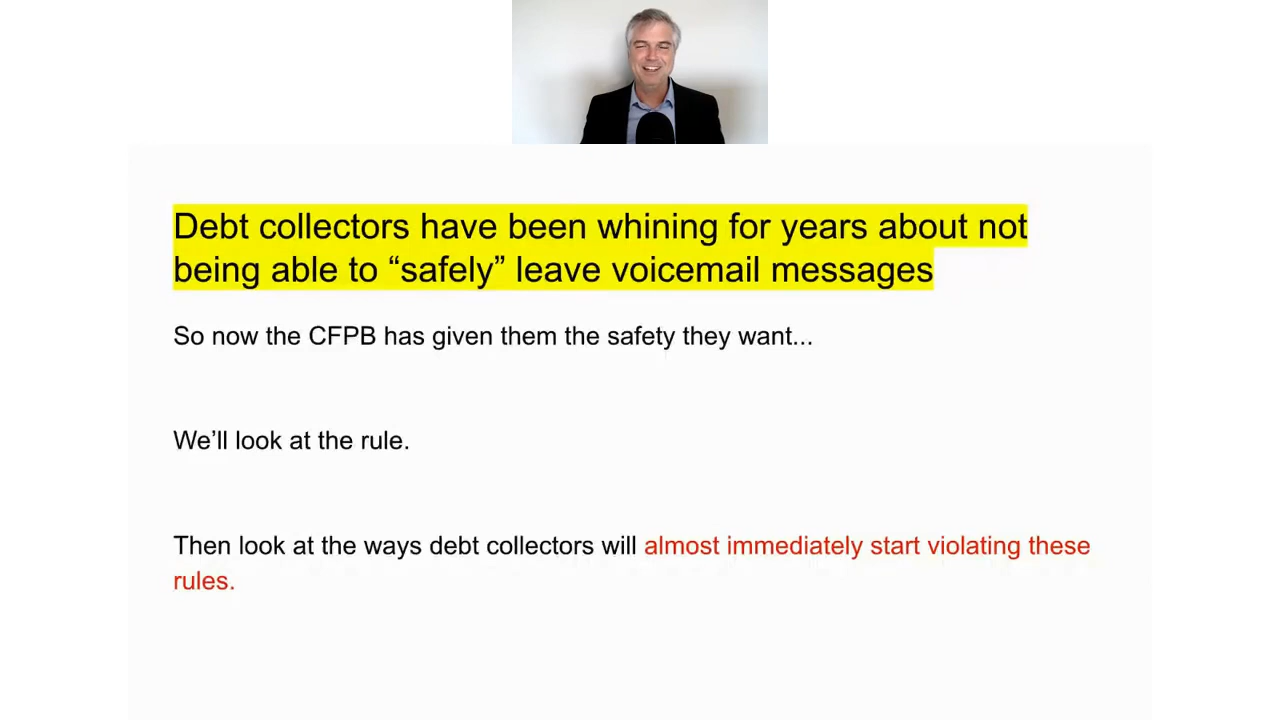 Debt collectors have been whining for years about not
being able to “safely” leave voicemail messages
So now the CFPB has given them the safety they want...
We’ll look at the rule.
Then look at the ways debt collectors will almost immediately start violating these
rules.